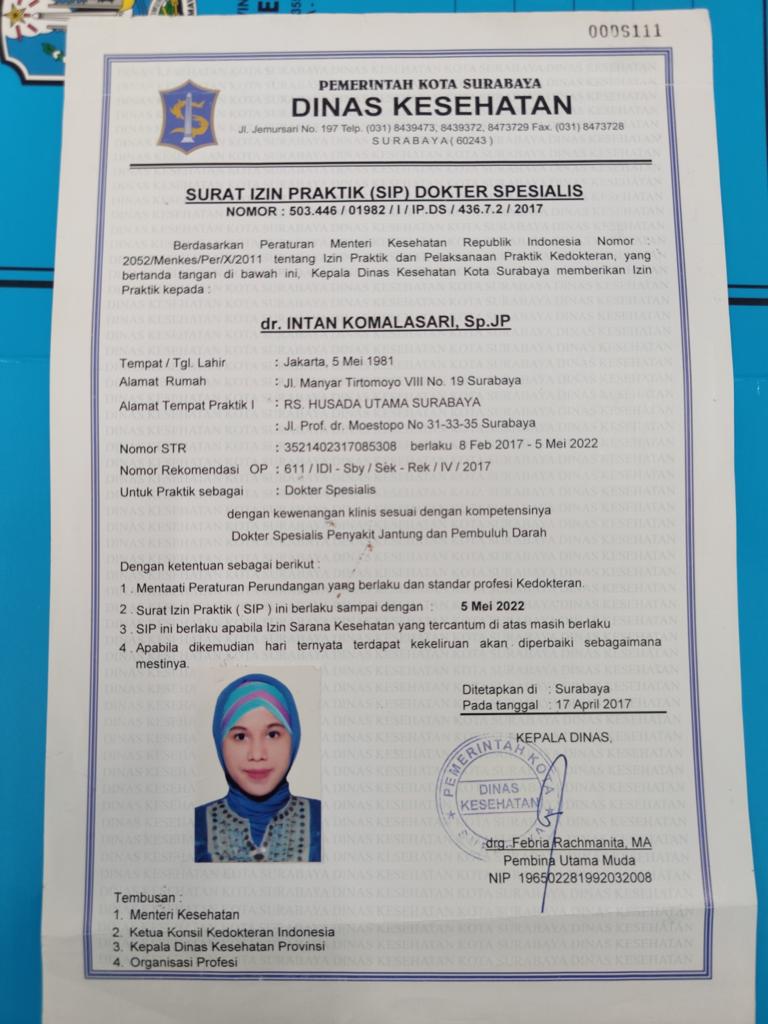 0006111
PEMERINTAH KOTA SURABAYA
DINAS KESEHATAN
Jl. Jemursari No. 197 Telp. (031) 8439473, 8439372, 8473729 Fax. (031) 8473728
SURABAYA ( 60243 )
SURAT IZIN PRAKTIK (SIP) DOKTER SPESIALIS
NOMOR : 503.446 / 01982 / I / IP.DS / 436.7.2 / 2017
Berdasarkan Peraturan Menteri Kesehatan Republik Indonesia Nomor :
2052/Menkes/Per/X/2011 tentang Izin Praktik dan Pelaksanaan Praktik Kedokteran, yang
bertanda tangan di bawah ini, Kepala Dinas Kesehatan Kota Surabaya memberikan Izin
Praktik kepada :
dr. INTAN KOMALASARI, Sp.JP
Tempat / Tgl. Lahir : Jakarta, 5 Mei 1981
Alamat Rumah : Jl. Manyar Tirtomoyo VIII No. 19 Surabaya
Alamat Tempat Praktik I : RS. HUSADA UTAMA SURABAYA
: Jl. Prof. dr. Moestopo No 31-33-35 Surabaya
Nomor STR : 3521402317085308 berlaku 8 Feb 2017 - 5 Mei 2022
Nomor Rekomendasi OP : 611 / IDI - Sby / Sek - Rek / IV / 2017
Untuk Praktik sebagai : Dokter Spesialis
dengan kewenangan klinis sesuai dengan kompetensinya
Dokter Spesialis Penyakit Jantung dan Pembuluh Darah
Dengan ketentuan sebagai berikut :
1 . Mentaati Peraturan Perundangan yang berlaku dan standar profesi Kedokteran.
2 . Surat Izin Praktik ( SIP ) ini berlaku sampai dengan : 5 Mei 2022
3 . SIP ini berlaku apabila Izin Sarana Kesehatan yang tercantum di atas masih berlaku
4 . Apabila dikemudian hari ternyata terdapat kekeliruan akan diperbaiki sebagaimana
mestinya.
Ditetapkan di : Surabaya
Pada tanggal : 17 April 2017
KEPALA DINAS,
PEMERINTAH KOTA
DINAS
KESEHATAN
drg. Febria Rachmanita, MA
Pembina Utama Muda
NIP 196502281992032008
Tembusan :
1. Menteri Kesehatan
2. Ketua Konsil Kedokteran Indonesia
3. Kepala Dinas Kesehatan Provinsi
4. Organisasi Profesi